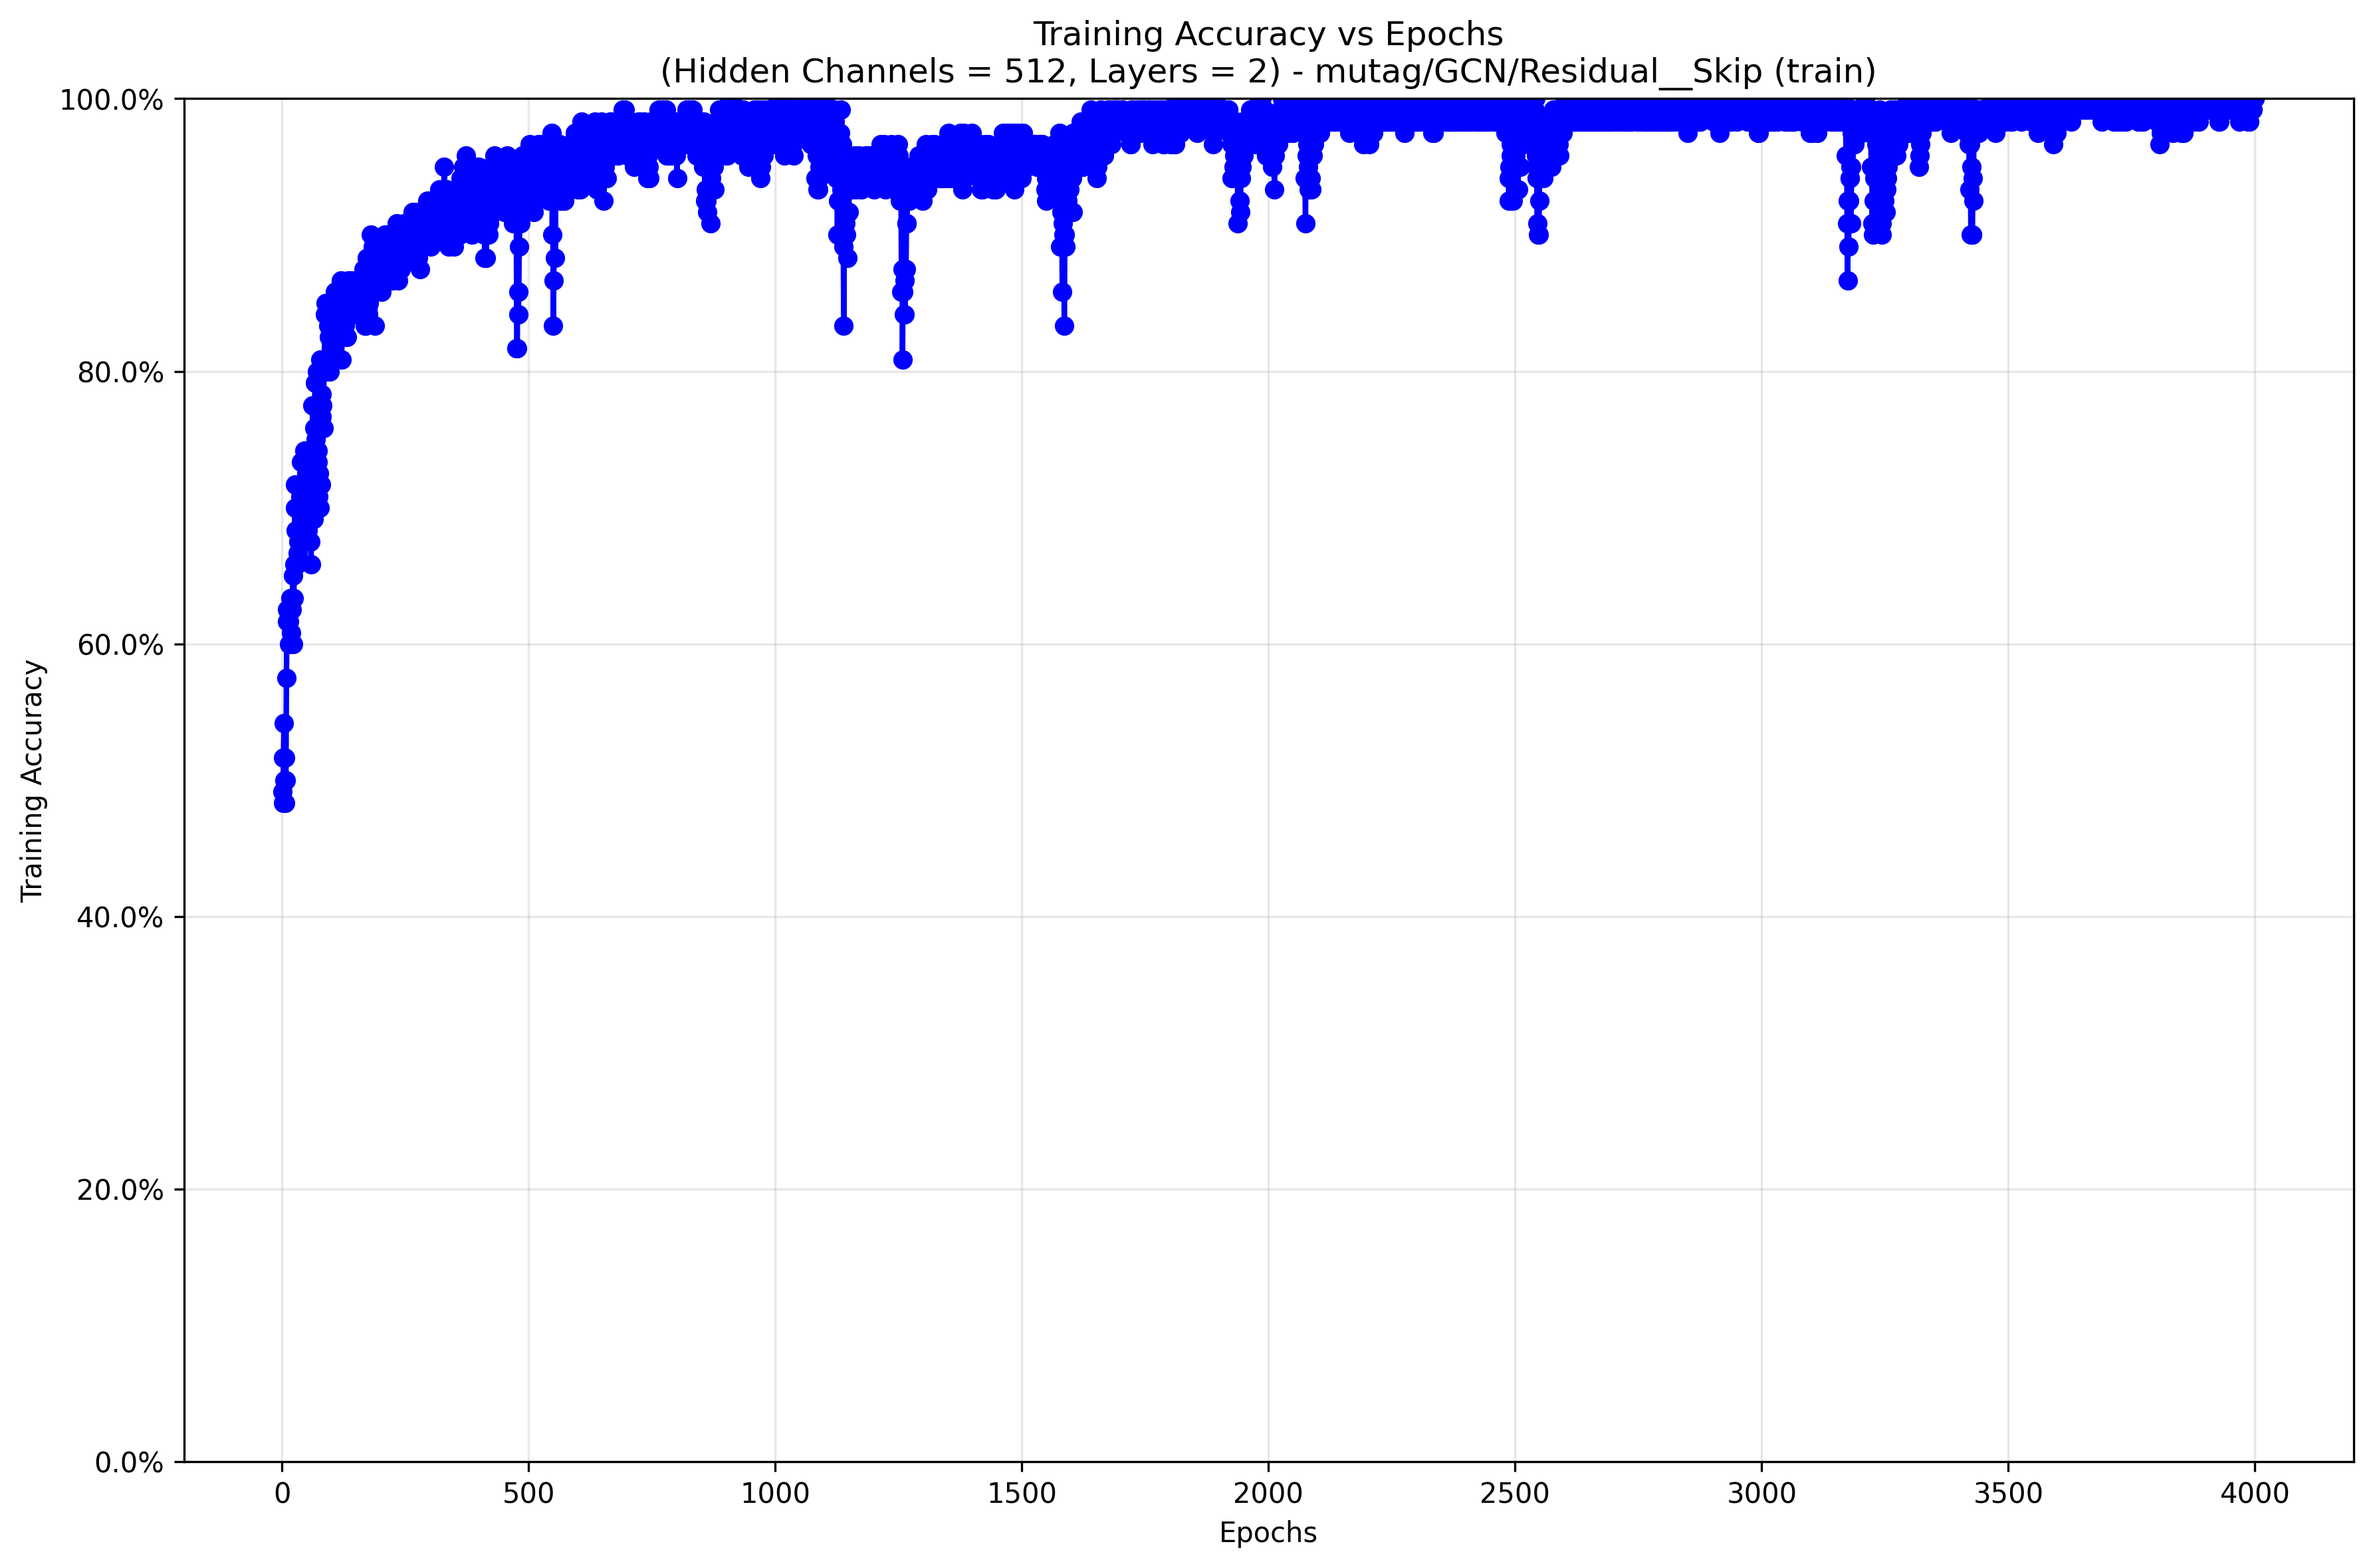 Training Accuracy vs Epochs
(Hidden Channels = 512, Layers = 2) - mutag/GCN/Residual__Skip (train)
100.0%
80.0%
60.0%
40.0%
20.0%
0.0%
Training Accuracy
0 500 1000 1500 2000 2500 3000 3500 4000
Epochs